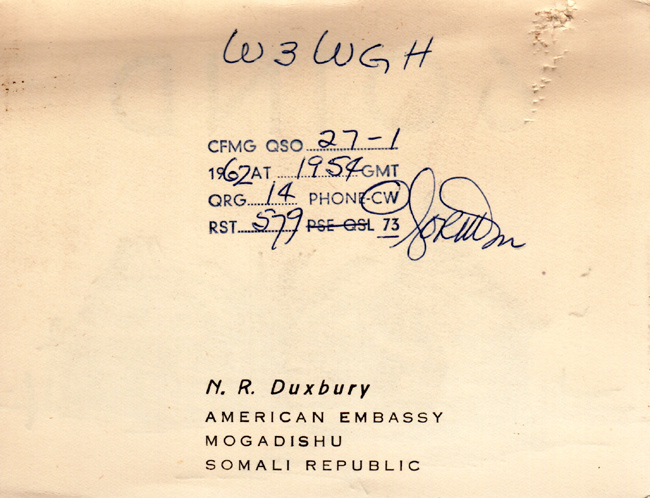 W3WGH
CFMG QSO 27-1
1962 AT 1954 GMT
QRG 14 PHONE-CW
RST 579 PSE QSL 73
N. R. Duxbury
AMERICAN EMBASSY
MOGADISHU
SOMALI REPUBLIC